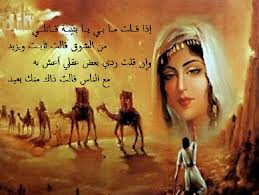 إذا قلت ما بي يا بثينة قاتلي
من الشوق قالت ثابت ويزيد
وإن قلت ردي بعض عقلي أعش به
مع الناس قالت ذاك منك بعيد